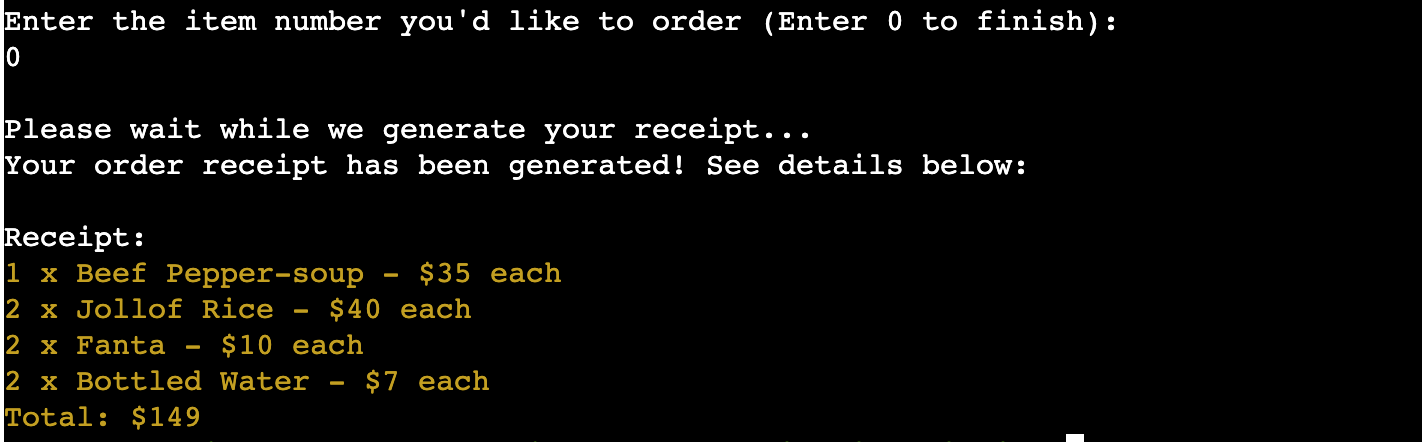 Enter the item number you'd like to order (Enter 0 to finish):
0
Please wait while we generate your receipt...
Your order receipt has been generated! See details below:
Receipt:
1 x Beef Pepper-soup - $35 each
2 x Jollof Rice - $40 each
2 x Fanta - $10 each
2 x Bottled Water - $7 each
Total: $149